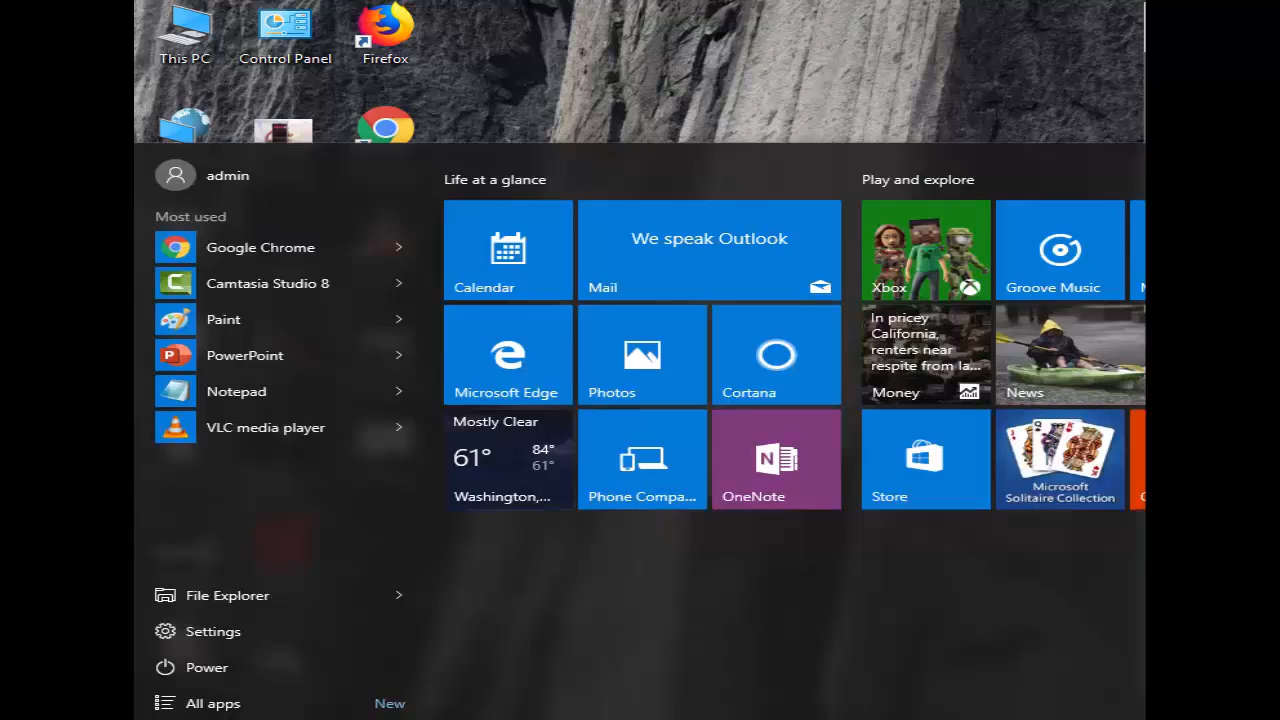 This PC
Control Panel
Firefox
admin
Most used
Google Chrome
Camtasia Studio 8
Paint
PowerPoint
Notepad
VLC media player
File Explorer
Settings
Power
All apps
New
Life at a glance
Calendar
We speak Outlook
Mail
Microsoft Edge
Photos
Cortana
Mostly Clear
61°
84°
61°
Washington,...
Phone Compa...
OneNote
Play and explore
Xbox
Groove Music
In pricey
California,
renters near
respite from la...
Money
News
Store
Microsoft
Solitaire Collection